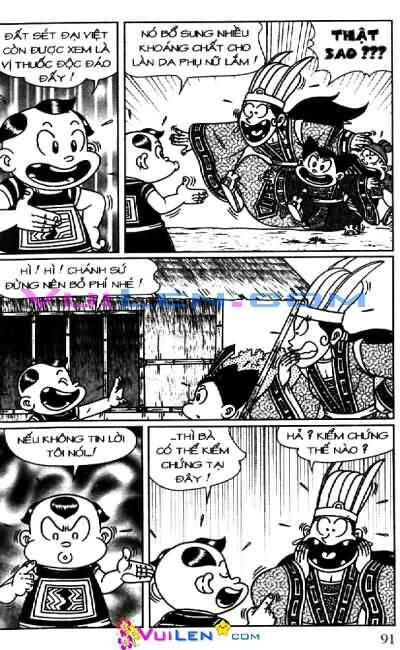 ĐẤT SÉT ĐẠI VIỆT
CÒN ĐƯỢC XEM LÀ
VỊ THUỐC ĐỘC ĐÁO
ĐẤY !
NÓ BỔ SUNG NHIỀU
KHOÁNG CHẤT CHO
LÀN DA PHỤ NỮ LẮM !
THẬT
SAO ???
HÌ ! HÌ ! CHÁNH SỨ
ĐỪNG NÊN BỎ PHÍ NHÉ !
VUILEN.COM
NẾU KHÔNG TIN LỜI
TÔI NÓI..!
..THÌ BÀ
CÓ THỂ KIỂM
CHỨNG TẠI
ĐÂY !
HẢ ? KIỂM CHỨNG
THẾ NÀO ?
VUILEN.COM
91